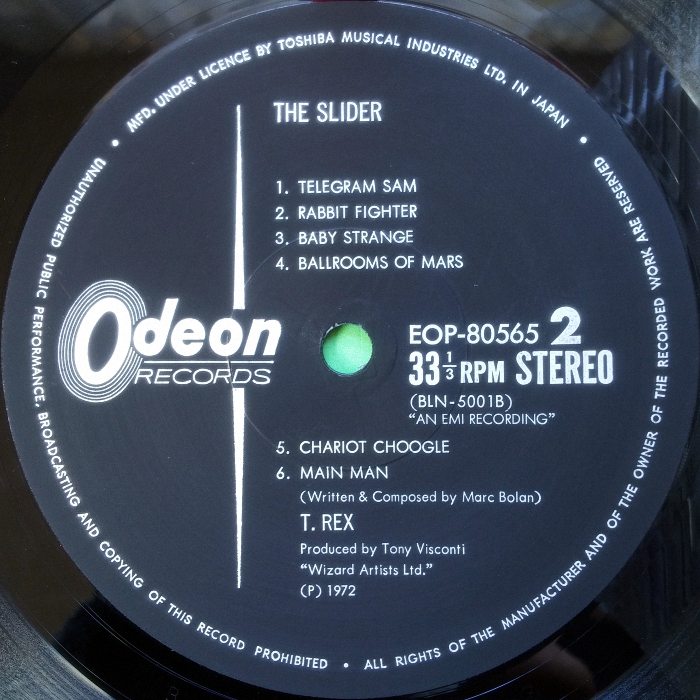 • MFD. UNDER LICENCE BY TOSHIBA MUSICAL INDUSTRIES LTD. IN JAPAN •
THE SLIDER
1. TELEGRAM SAM
2. RABBIT FIGHTER
3. BABY STRANGE
4. BALLROOMS OF MARS
Odeon
RECORDS
EOP-80565 2
33 1/3 RPM STEREO
(BLN-5001B)
"AN EMI RECORDING"
5. CHARIOT CHOOGLE
6. MAIN MAN
(Written & Composed by Marc Bolan)
T. REX
Produced by Tony Visconti
"Wizard Artists Ltd."
(P) 1972
UNAUTHORIZED PUBLIC PERFORMANCE, BROADCASTING AND COPYING OF THIS RECORD PROHIBITED • ALL RIGHTS OF THE MANUFACTURER AND OF THE OWNER OF THE RECORDED WORK ARE RESERVED